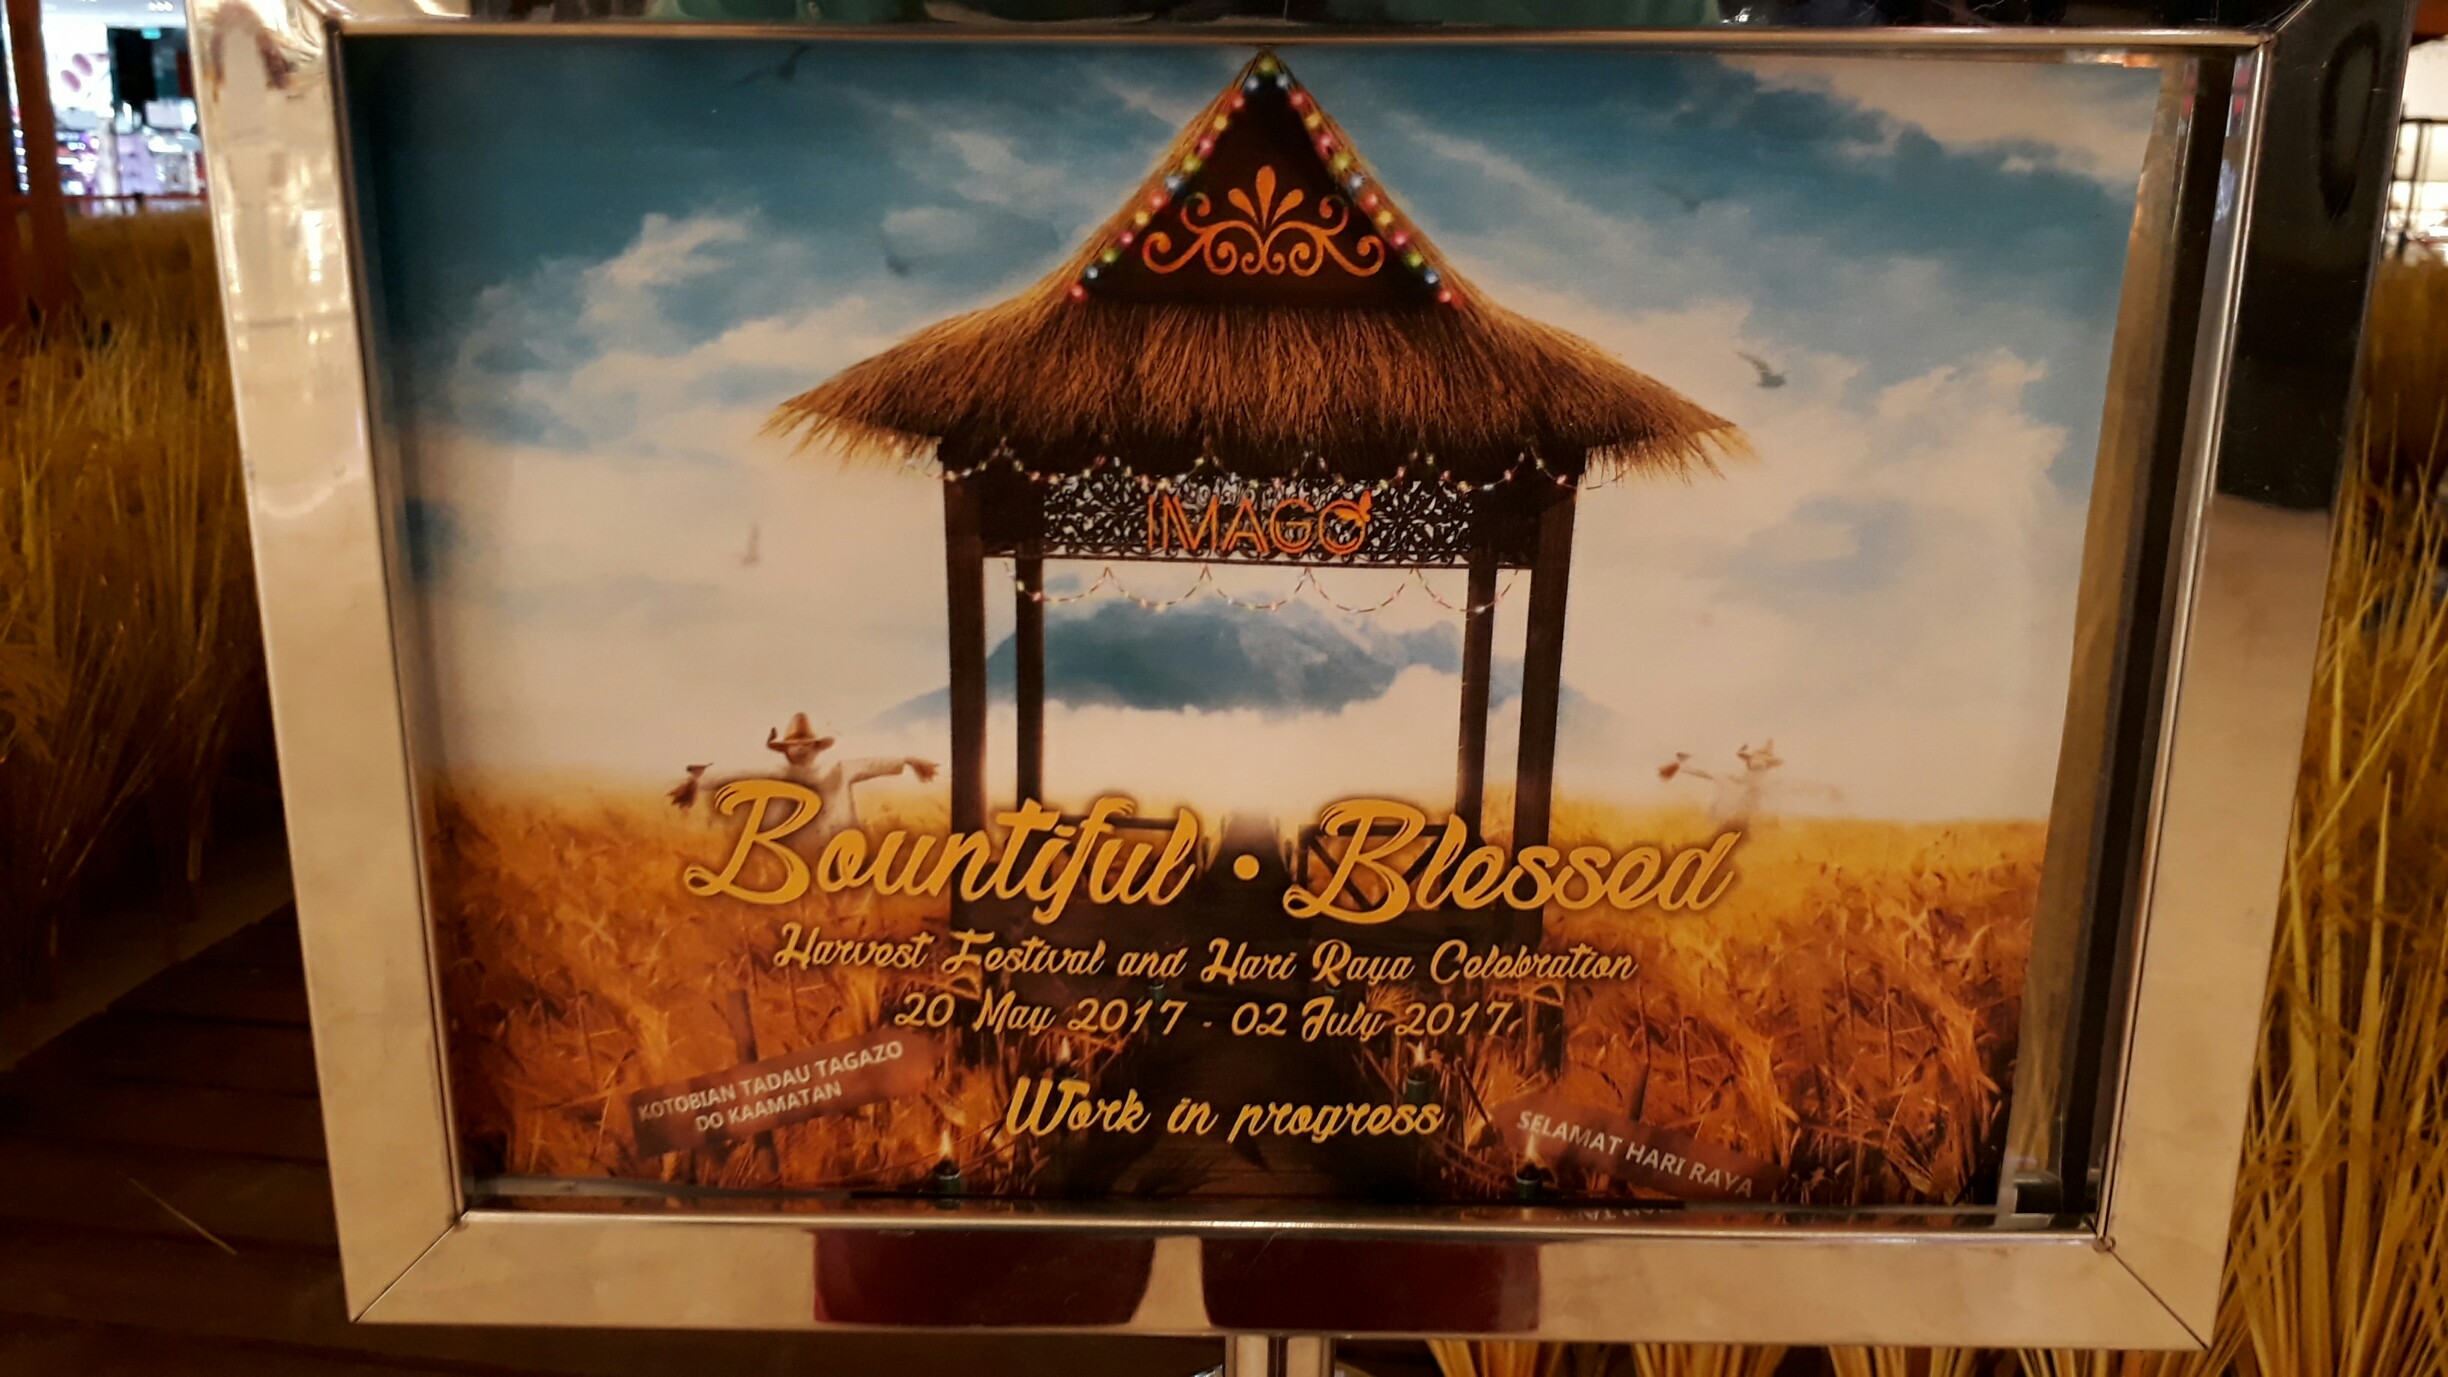 IMAGO
Bountiful • Blessed
Harvest Festival and Hari Raya Celebration
20 May 2017 - 02 July 2017
KOTOBIAN TADAU TAGAZO
DO KAAMATAN
Work in progress
SELAMAT HARI RAYA